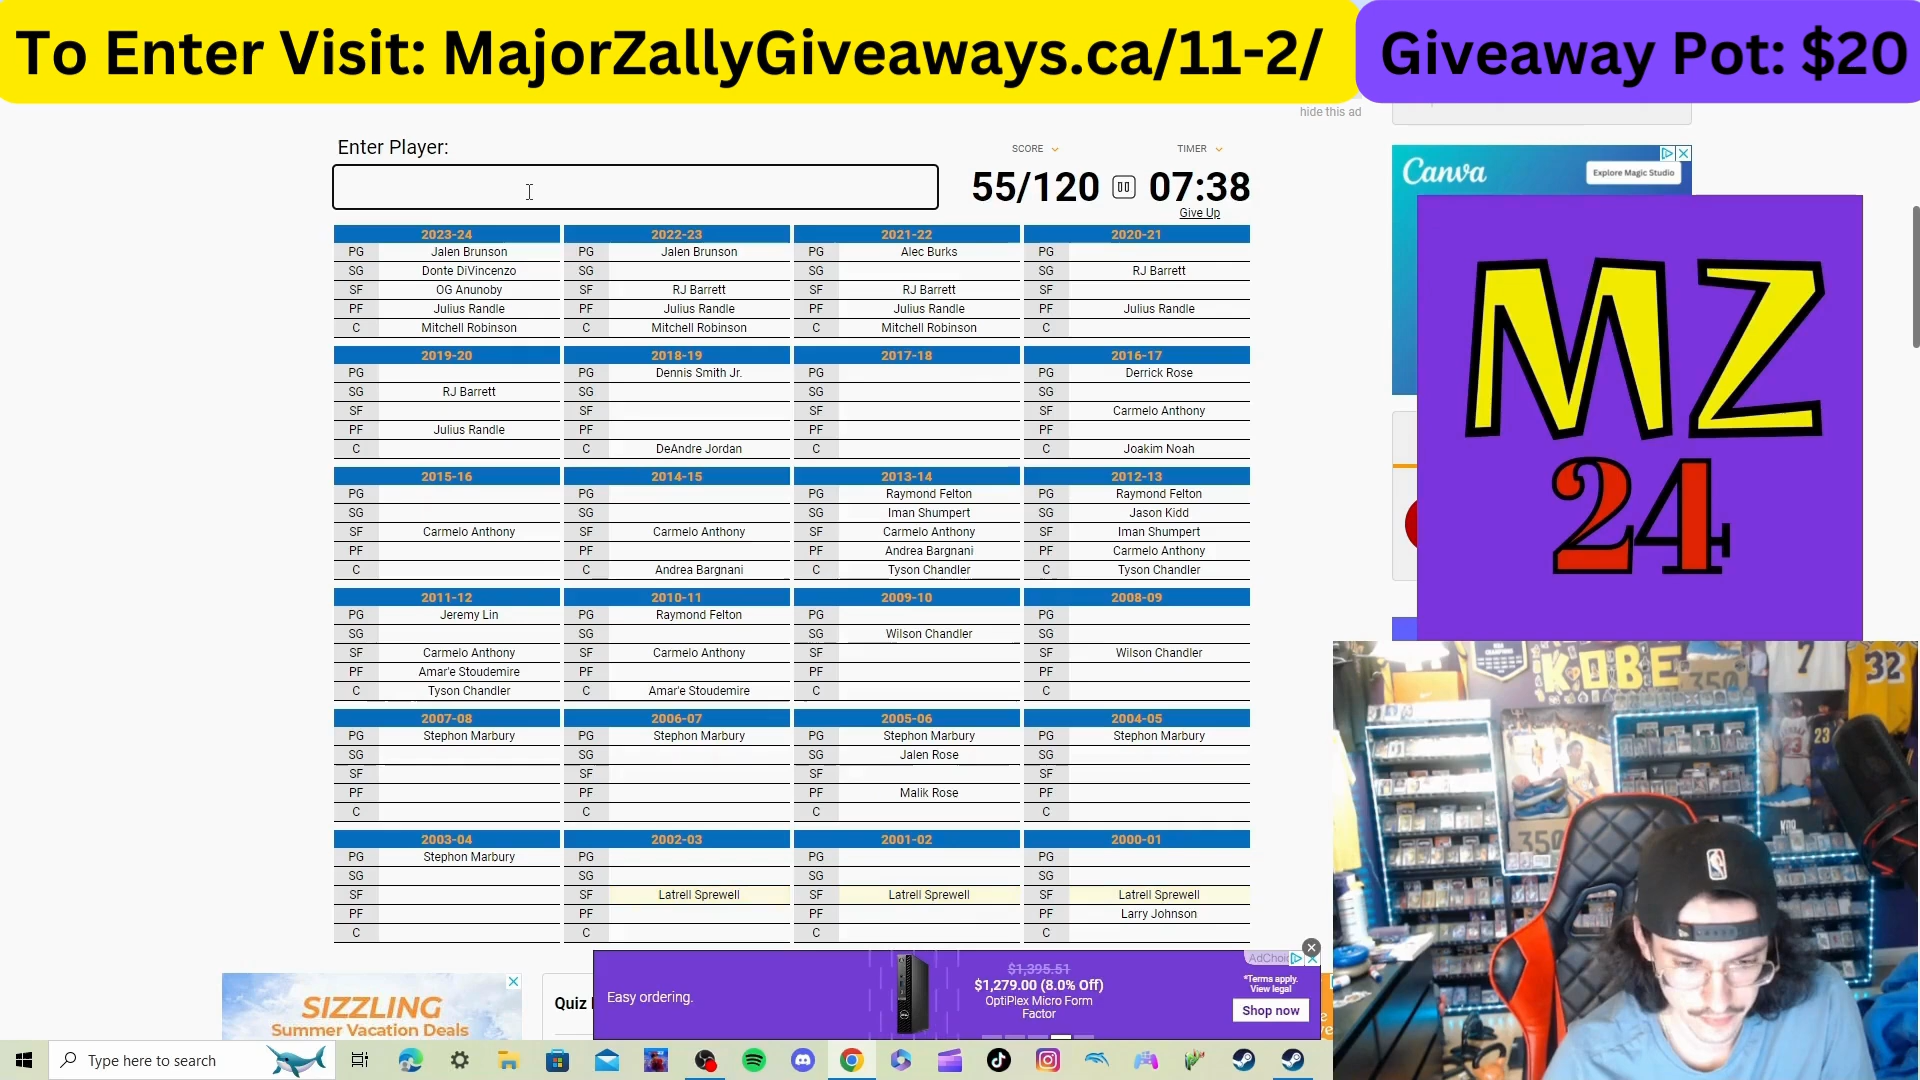 To Enter Visit: MajorZallyGiveaways.ca/11-2/
Giveaway Pot: $20
hide this ad
Enter Player:
SCORE
TIMER
55/120
07:38
Give Up
Canva
Explore Magic Studio
2023-24
PG Jalen Brunson
SG Donte DiVincenzo
SF OG Anunoby
PF Julius Randle
C Mitchell Robinson
2022-23
PG Jalen Brunson
SG
SF RJ Barrett
PF Julius Randle
C Mitchell Robinson
2021-22
PG Alec Burks
SG
SF RJ Barrett
PF Julius Randle
C Mitchell Robinson
2020-21
PG
SG RJ Barrett
SF
PF Julius Randle
C
2019-20
PG
SG RJ Barrett
SF
PF Julius Randle
C
2018-19
PG Dennis Smith Jr.
SG
SF
PF
C DeAndre Jordan
2017-18
PG
SG
SF
PF
C
2016-17
PG Derrick Rose
SG
SF Carmelo Anthony
PF
C Joakim Noah
2015-16
PG
SG
SF Carmelo Anthony
PF
C
2014-15
PG
SG
SF Carmelo Anthony
PF
C Andrea Bargnani
2013-14
PG Raymond Felton
SG Iman Shumpert
SF Carmelo Anthony
PF Andrea Bargnani
C Tyson Chandler
2012-13
PG Raymond Felton
SG Jason Kidd
SF Iman Shumpert
PF Carmelo Anthony
C Tyson Chandler
2011-12
PG Jeremy Lin
SG
SF Carmelo Anthony
PF Amar'e Stoudemire
C Tyson Chandler
2010-11
PG Raymond Felton
SG
SF Carmelo Anthony
PF
C Amar'e Stoudemire
2009-10
PG
SG Wilson Chandler
SF
PF
C
2008-09
PG
SG
SF Wilson Chandler
PF
C
2007-08
PG Stephon Marbury
SG
SF
PF
C
2006-07
PG Stephon Marbury
SG
SF
PF
C
2005-06
PG Stephon Marbury
SG Jalen Rose
SF
PF Malik Rose
C
2004-05
PG Stephon Marbury
SG
SF
PF
C
2003-04
PG Stephon Marbury
SG
SF
PF
C
2002-03
PG
SG
SF Latrell Sprewell
PF
C
2001-02
PG
SG
SF Latrell Sprewell
PF
C
2000-01
PG
SG
SF Latrell Sprewell
PF Larry Johnson
C
MZ
24
KOBE
350
7
32
23
350
SIZZLING
Summer Vacation Deals
Quiz
Easy ordering.
$1,395.51
$1,279.00 (8.0% Off)
OptiPlex Micro Form
Factor
AdChoic
*Terms apply.
View legal
Shop now
Type here to search